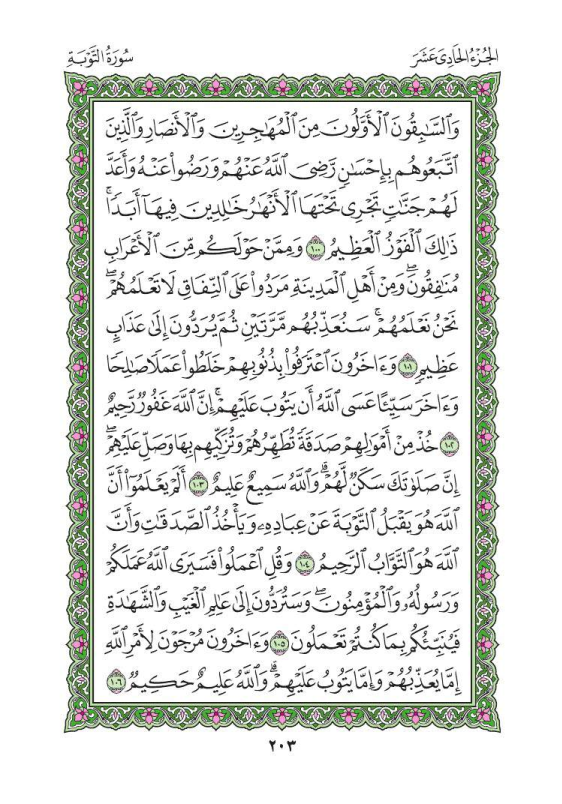 الجُزْءُ الحَادِى عَشَرَ
سُورَةُ التَّوْبَةِ
وَٱلسَّٰبِقُونَ ٱلْأَوَّلُونَ مِنَ ٱلْمُهَٰجِرِينَ وَٱلْأَنصَارِ وَٱلَّذِينَ
ٱتَّبَعُوهُم بِإِحْسَٰنٍ رَّضِىَ ٱللَّهُ عَنْهُمْ وَرَضُوا۟ عَنْهُ وَأَعَدَّ
لَهُمْ جَنَّٰتٍ تَجْرِى تَحْتَهَا ٱلْأَنْهَٰرُ خَٰلِدِينَ فِيهَآ أَبَدًا ۚ
ذَٰلِكَ ٱلْفَوْزُ ٱلْعَظِيمُ ١٠٠ وَمِمَّنْ حَوْلَكُم مِّنَ ٱلْأَعْرَابِ
مُنَٰفِقُونَ ۖ وَمِنْ أَهْلِ ٱلْمَدِينَةِ مَرَدُوا۟ عَلَى ٱلنِّفَاقِ لَا تَعْلَمُهُمْ ۖ
نَحْنُ نَعْلَمُهُمْ ۚ سَنُعَذِّبُهُم مَّرَّتَيْنِ ثُمَّ يُرَدُّونَ إِلَىٰ عَذَابٍ
عَظِيمٍ ١٠١ وَءَاخَرُونَ ٱعْتَرَفُوا۟ بِذُنُوبِهِمْ خَلَطُوا۟ عَمَلًا صَٰلِحًا
وَءَاخَرَ سَيِّئًا عَسَى ٱللَّهُ أَن يَتُوبَ عَلَيْهِمْ ۚ إِنَّ ٱللَّهَ غَفُورٌ رَّحِيمٌ
١٠٢ خُذْ مِنْ أَمْوَٰلِهِمْ صَدَقَةً تُطَهِّرُهُمْ وَتُزَكِّيهِم بِهَا وَصَلِّ عَلَيْهِمْ ۖ
إِنَّ صَلَوٰتَكَ سَكَنٌ لَّهُمْ ۗ وَٱللَّهُ سَمِيعٌ عَلِيمٌ ١٠٣ أَلَمْ يَعْلَمُوٓا۟ أَنَّ
ٱللَّهَ هُوَ يَقْبَلُ ٱلتَّوْبَةَ عَنْ عِبَادِهِۦ وَيَأْخُذُ ٱلصَّدَقَٰتِ وَأَنَّ
ٱللَّهَ هُوَ ٱلتَّوَّابُ ٱلرَّحِيمُ ١٠٤ وَقُلِ ٱعْمَلُوا۟ فَسَيَرَى ٱللَّهُ عَمَلَكُمْ
وَرَسُولُهُۥ وَٱلْمُؤْمِنُونَ ۖ وَسَتُرَدُّونَ إِلَىٰ عَٰلِمِ ٱلْغَيْبِ وَٱلشَّهَٰدَةِ
فَيُنَبِّئُكُم بِمَا كُنتُمْ تَعْمَلُونَ ١٠٥ وَءَاخَرُونَ مُرْجَوْنَ لِأَمْرِ ٱللَّهِ
إِمَّا يُعَذِّبُهُمْ وَإِمَّا يَتُوبُ عَلَيْهِمْ ۗ وَٱللَّهُ عَلِيمٌ حَكِيمٌ ١٠٦
٢٠٣